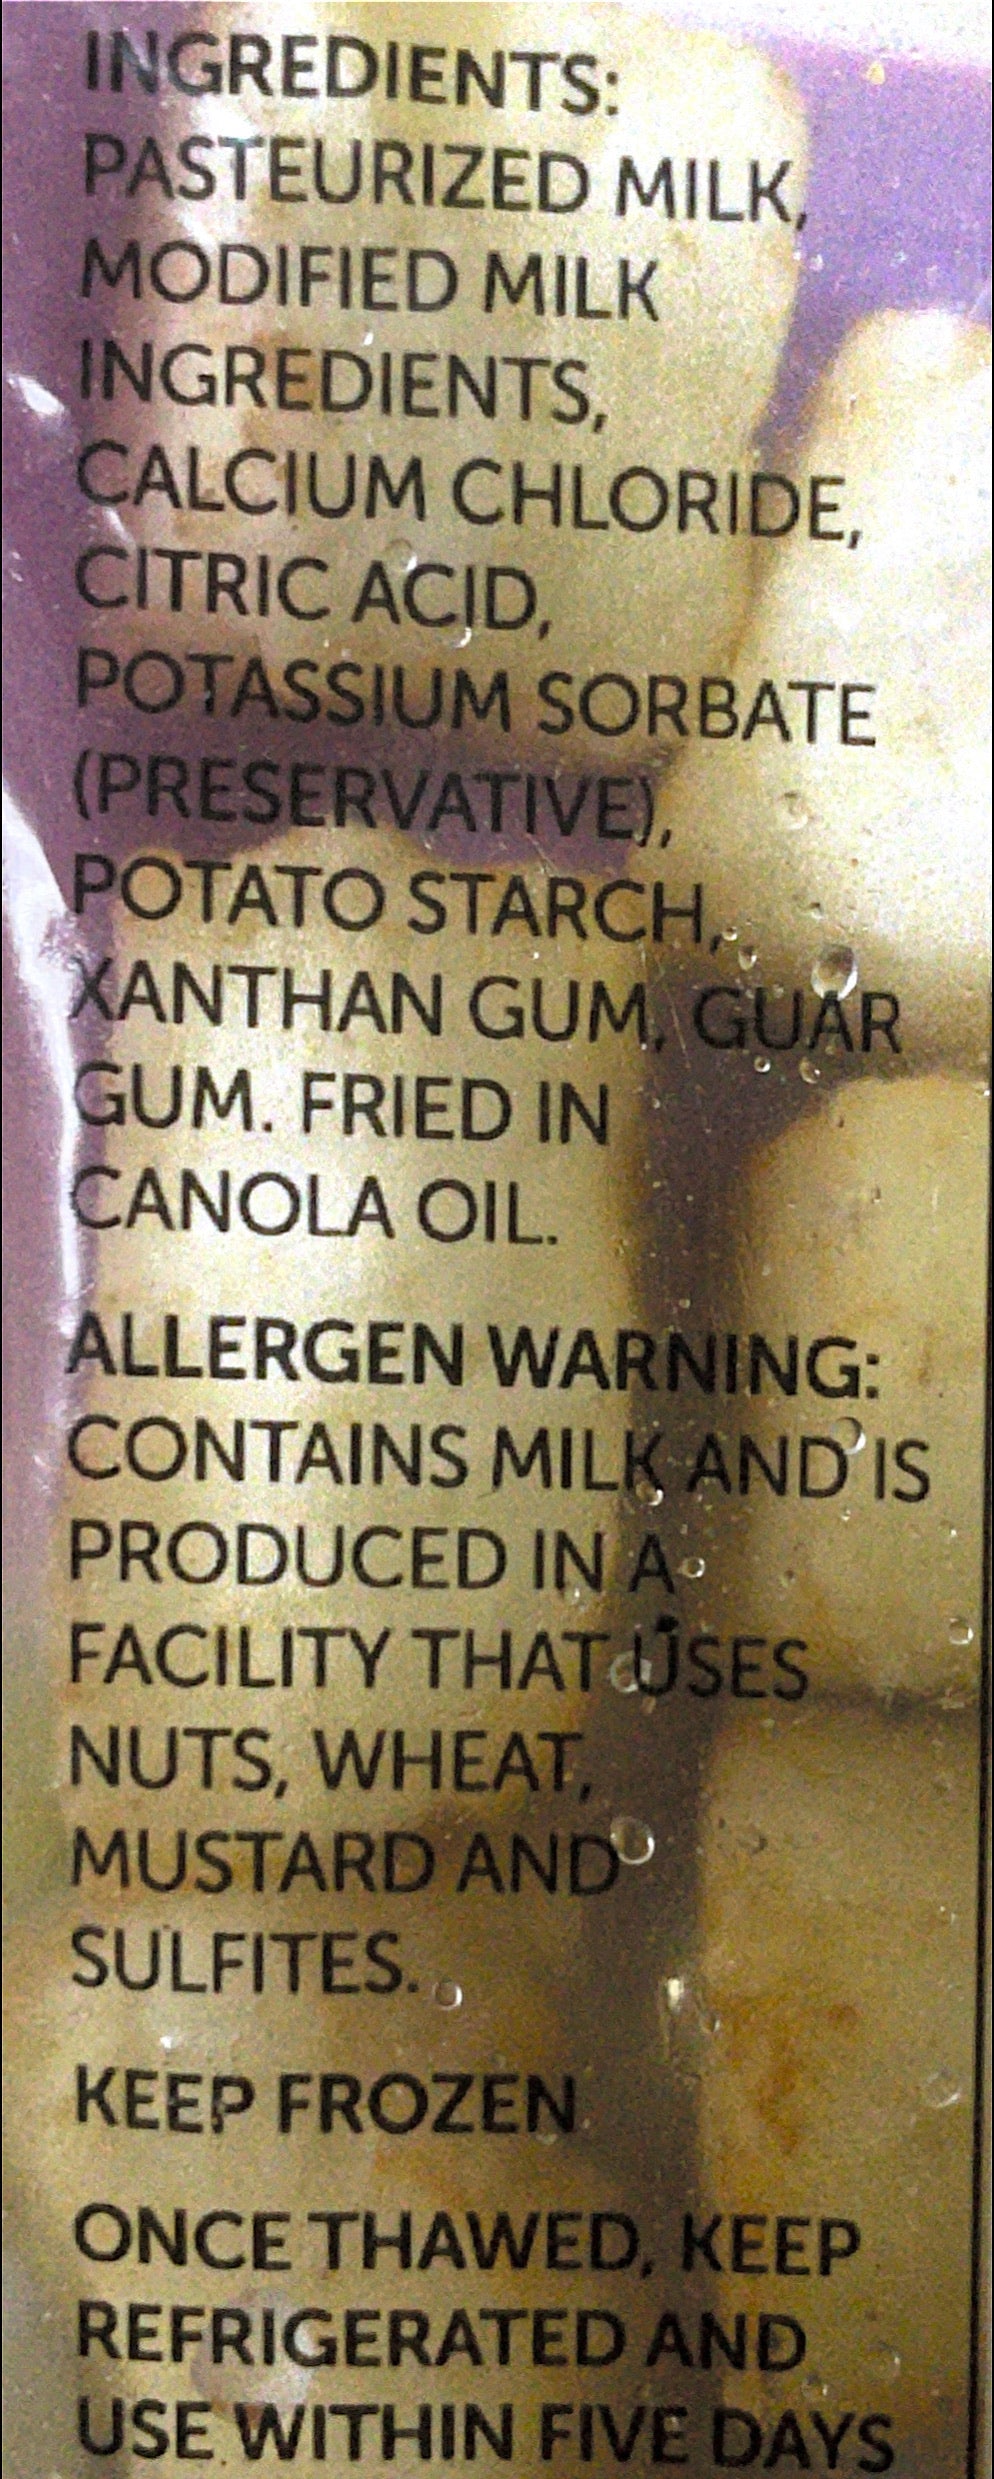 INGREDIENTS:
PASTEURIZED MILK,
MODIFIED MILK
INGREDIENTS,
CALCIUM CHLORIDE,
CITRIC ACID,
POTASSIUM SORBATE
(PRESERVATIVE),
POTATO STARCH,
XANTHAN GUM, GUAR
GUM. FRIED IN
CANOLA OIL.
ALLERGEN WARNING:
CONTAINS MILK AND IS
PRODUCED IN A
FACILITY THAT USES
NUTS, WHEAT,
MUSTARD AND
SULFITES.
KEEP FROZEN
ONCE THAWED, KEEP
REFRIGERATED AND
USE WITHIN FIVE DAYS